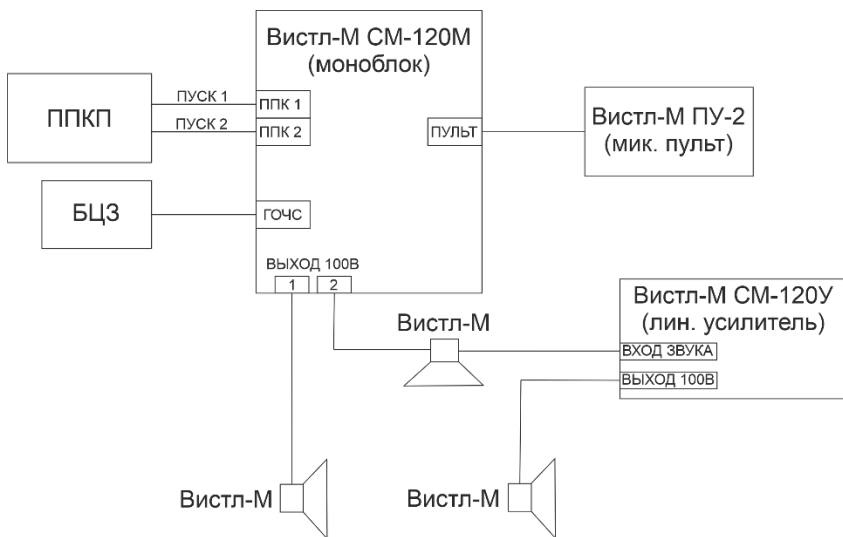 Вистл-М СМ-120М
(моноблок)
ППКП
ПУСК 1
ППК 1
ПУСК 2
ППК 2
ПУЛЬТ
Вистл-М ПУ-2
(мик. пульт)
БЦЗ
ГОЧС
ВЫХОД 100В
1
2
Вистл-М СМ-120У
(лин. усилитель)
Вистл-М
ВХОД ЗВУКА
ВЫХОД 100В
Вистл-М
Вистл-М